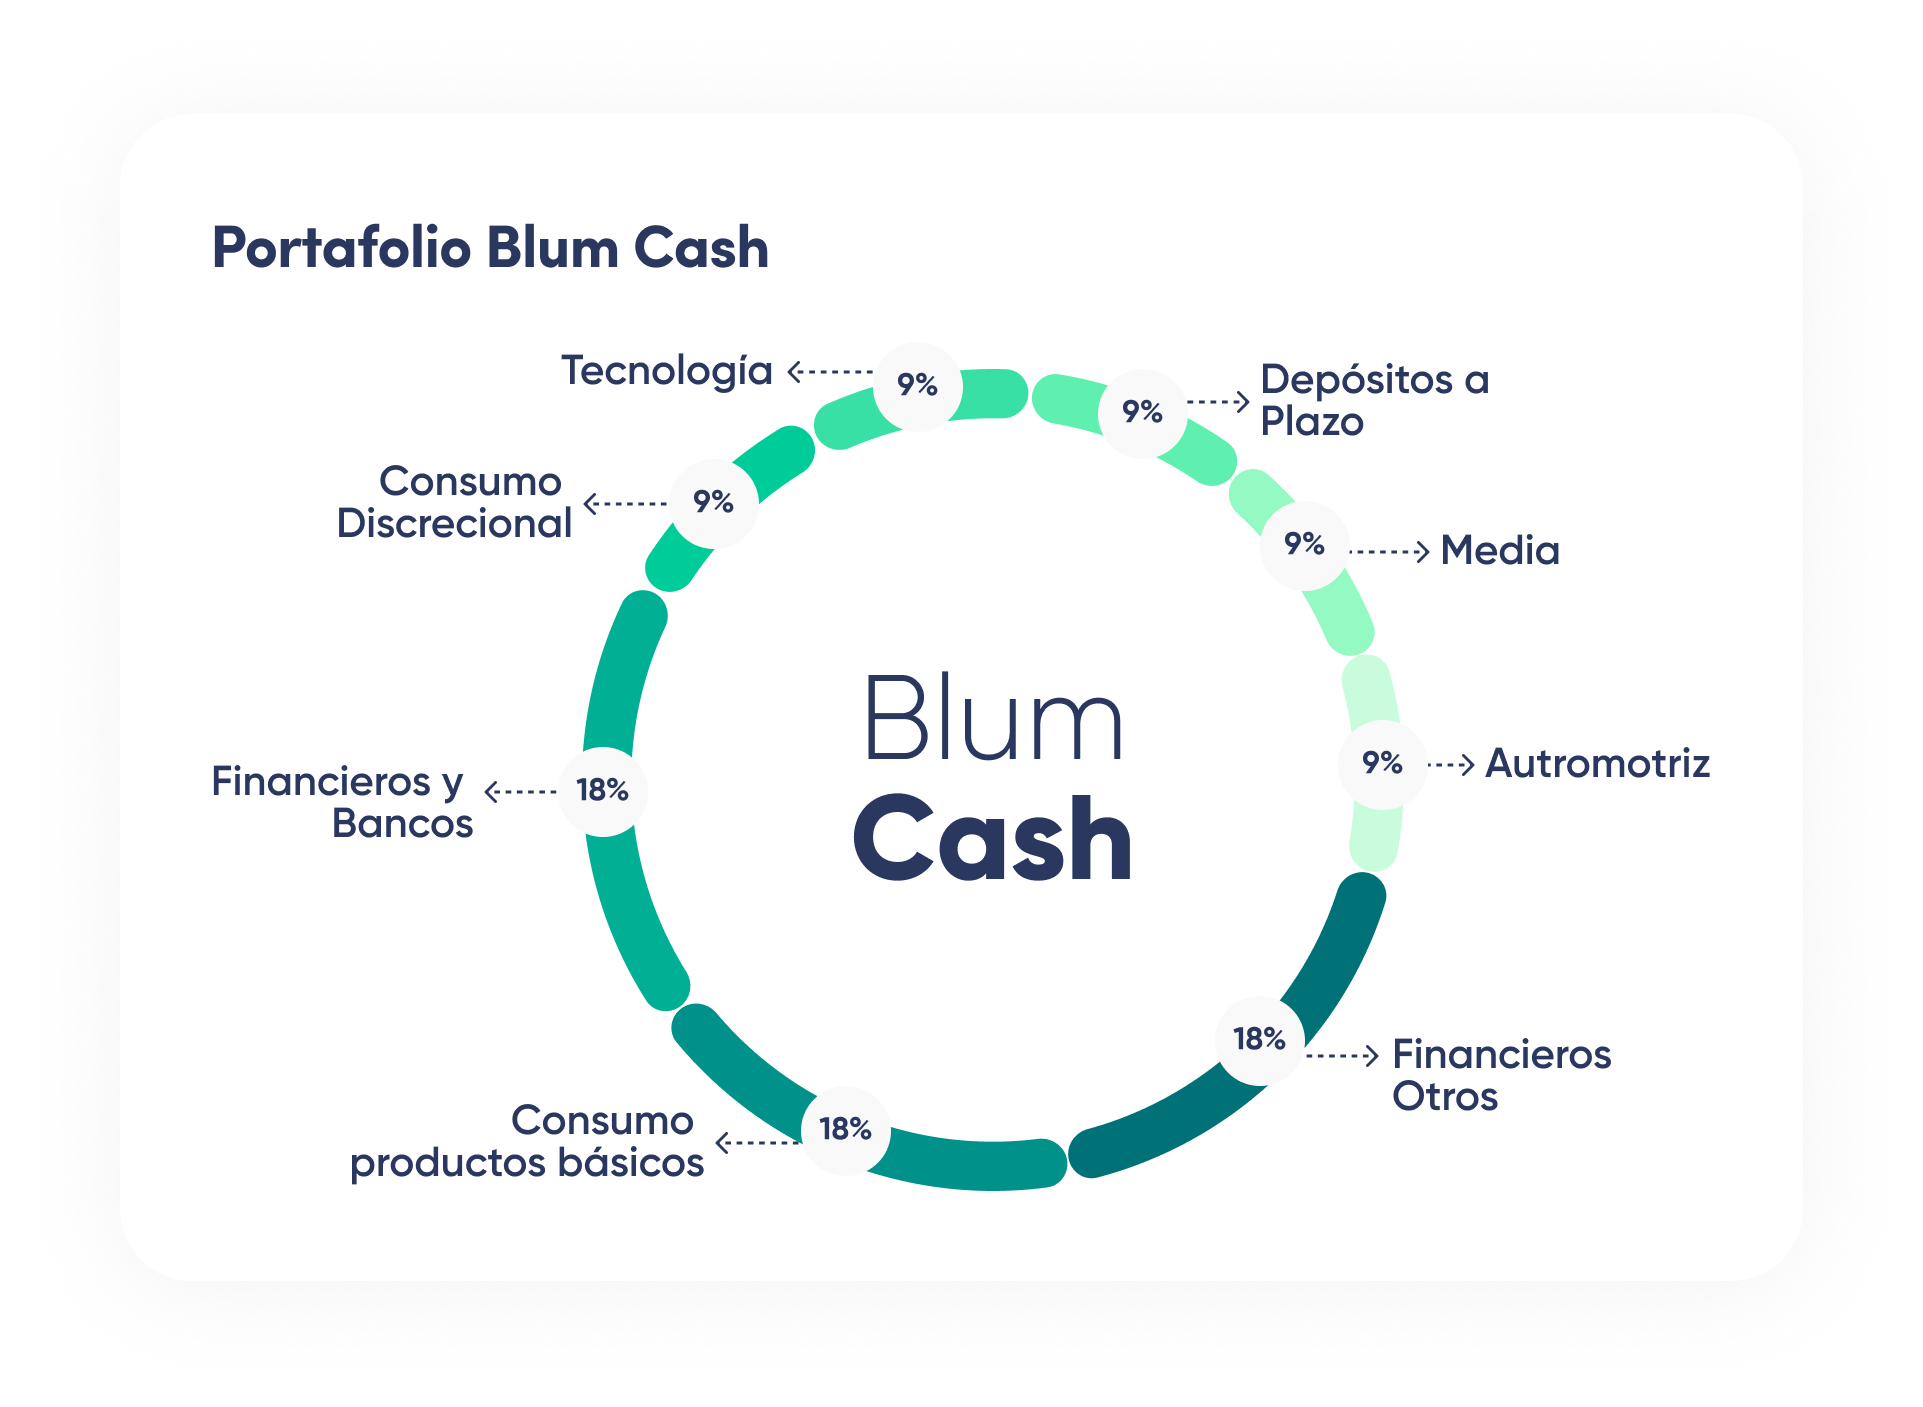 Portafolio Blum Cash
Tecnología
9%
9%
Depósitos a
Plazo
Consumo
Discrecional
9%
9%
Media
Blum
Cash
Financieros y
Bancos
18%
9%
Autromotriz
Consumo
productos básicos
18%
18%
Financieros
Otros